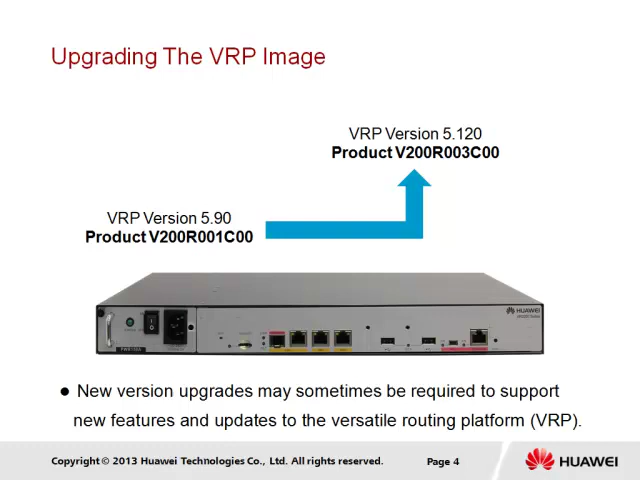 Upgrading The VRP Image
VRP Version 5.120
Product V200R003C00
VRP Version 5.90
Product V200R001C00
HUAWEI
● New version upgrades may sometimes be required to support
new features and updates to the versatile routing platform (VRP).
Copyright © 2013 Huawei Technologies Co., Ltd. All rights reserved.
Page 4
HUAWEI